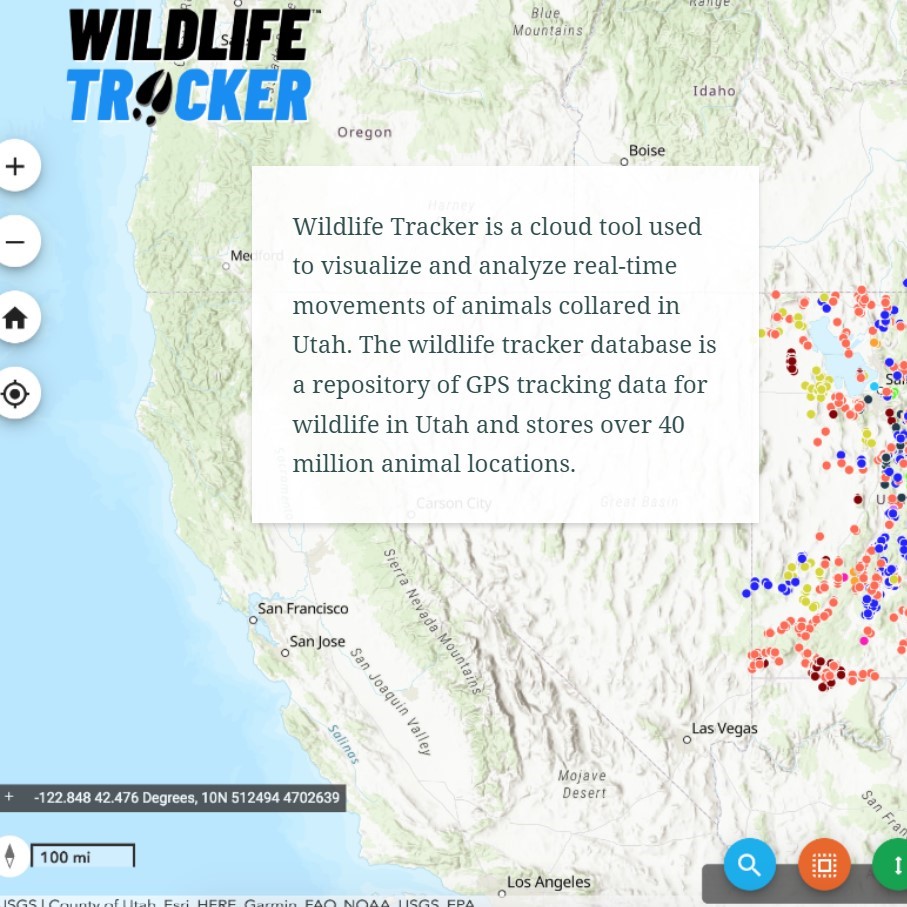 Blue
Mountains
Range
WILDLIFE™
TRACKER
Idaho
Oregon
Boise
Harney
Wildlife Tracker is a cloud tool used
to visualize and analyze real-time
movements of animals collared in
Utah. The wildlife tracker database is
a repository of GPS tracking data for
wildlife in Utah and stores over 40
million animal locations.
Medford
Carson City
Great Basin
U
Sierra Nevada Mountains
San Francisco
San Jose
San Joaquin Valley
Salinas
Las Vegas
Mojave
Desert
San Fran
+ -122.848 42.476 Degrees, 10N 512494 4702639
100 mi
Los Angeles
USGS | County of Utah, Esri, HERE, Garmin, FAO, NOAA, USGS, EPA